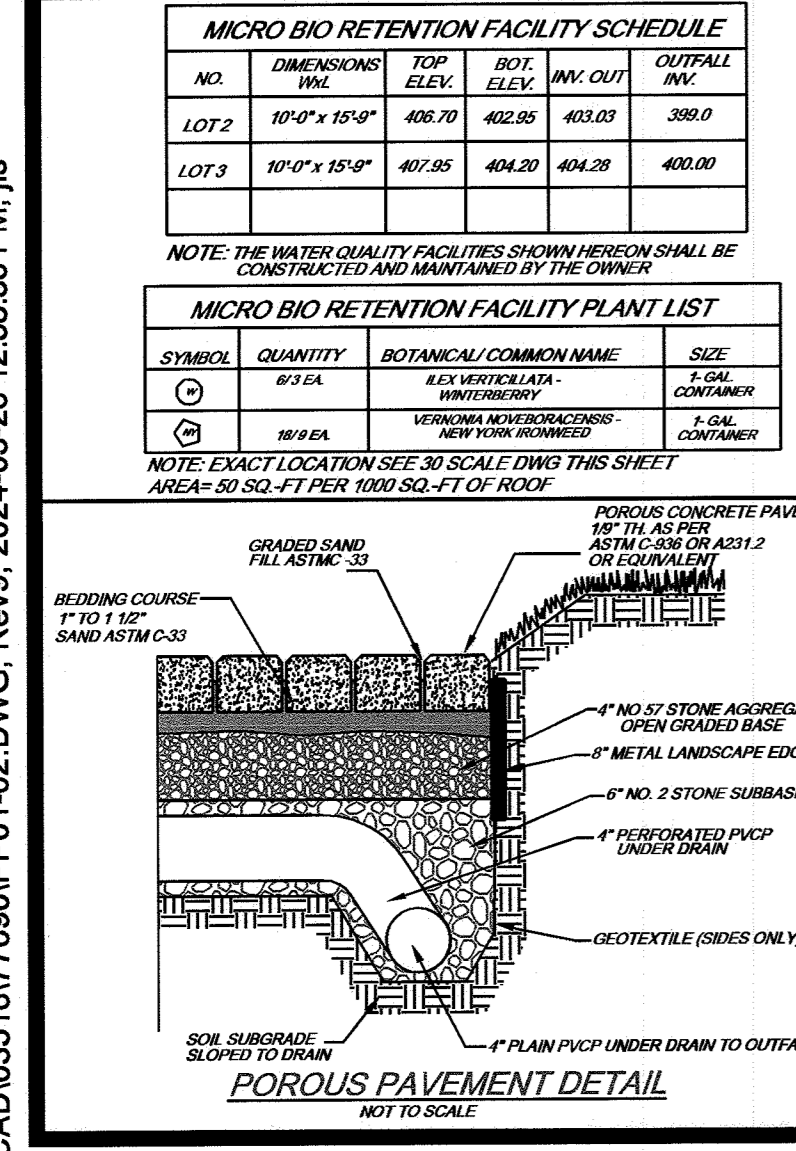 MICRO BIO RETENTION FACILITY SCHEDULE
NO. DIMENSIONS WxL TOP ELEV. BOT. ELEV. INV. OUT OUTFALL INV.
LOT 2 10'-0" x 15'-9" 406.70 402.95 403.03 399.0
LOT 3 10'-0" x 15'-9" 407.95 404.20 404.28 400.00
NOTE: THE WATER QUALITY FACILITIES SHOWN HEREON SHALL BE
CONSTRUCTED AND MAINTAINED BY THE OWNER
MICRO BIO RETENTION FACILITY PLANT LIST
SYMBOL QUANTITY BOTANICAL/ COMMON NAME SIZE
W 6/3 EA. ILEX VERTICILLATA - WINTERBERRY 1- GAL. CONTAINER
NY 18/9 EA. VERNONIA NOVEBORACENSIS - NEW YORK IRONWEED 1- GAL. CONTAINER
NOTE: EXACT LOCATION SEE 30 SCALE DWG THIS SHEET
AREA= 50 SQ.-FT PER 1000 SQ.-FT OF ROOF
POROUS CONCRETE PAVE
1/9" TH. AS PER
ASTM C-936 OR A231.2
OR EQUIVALENT
GRADED SAND
FILL ASTMC -33
BEDDING COURSE
1" TO 1 1/2"
SAND ASTM C-33
4" NO 57 STONE AGGREGA
OPEN GRADED BASE
8" METAL LANDSCAPE EDG
6" NO. 2 STONE SUBBASE
4" PERFORATED PVCP
UNDER DRAIN
GEOTEXTILE (SIDES ONLY)
SOIL SUBGRADE
SLOPED TO DRAIN
4" PLAIN PVCP UNDER DRAIN TO OUTFA
POROUS PAVEMENT DETAIL
NOT TO SCALE